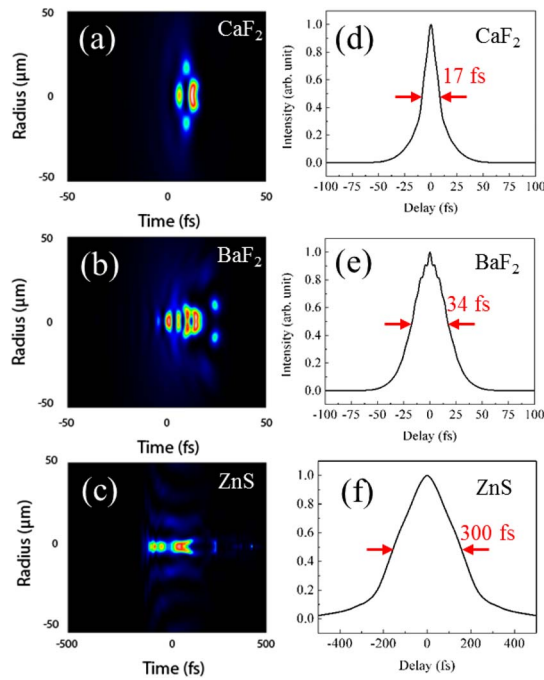 (a)
CaF₂
Radius (μm)
50
0
-50
0
50
Time (fs)
(d)
CaF₂
17 fs
Intensity (arb. unit)
1.0
0.8
0.6
0.4
0.2
0.0
-100 -75 -50 -25 0 25 50 75 100
Delay (fs)
(b)
BaF₂
Radius (μm)
50
0
-50
-50
0
50
Time (fs)
(e)
BaF₂
34 fs
Intensity (arb. unit)
1.0
0.8
0.6
0.4
0.2
0.0
-100 -75 -50 -25 0 25 50 75 100
Delay (fs)
(c)
ZnS
Radius (μm)
50
0
-50
-500
0
500
Time (fs)
(f)
ZnS
300 fs
1.0
0.8
0.6
0.4
0.2
0.0
-400 -200 0 200 400
Delay (fs)